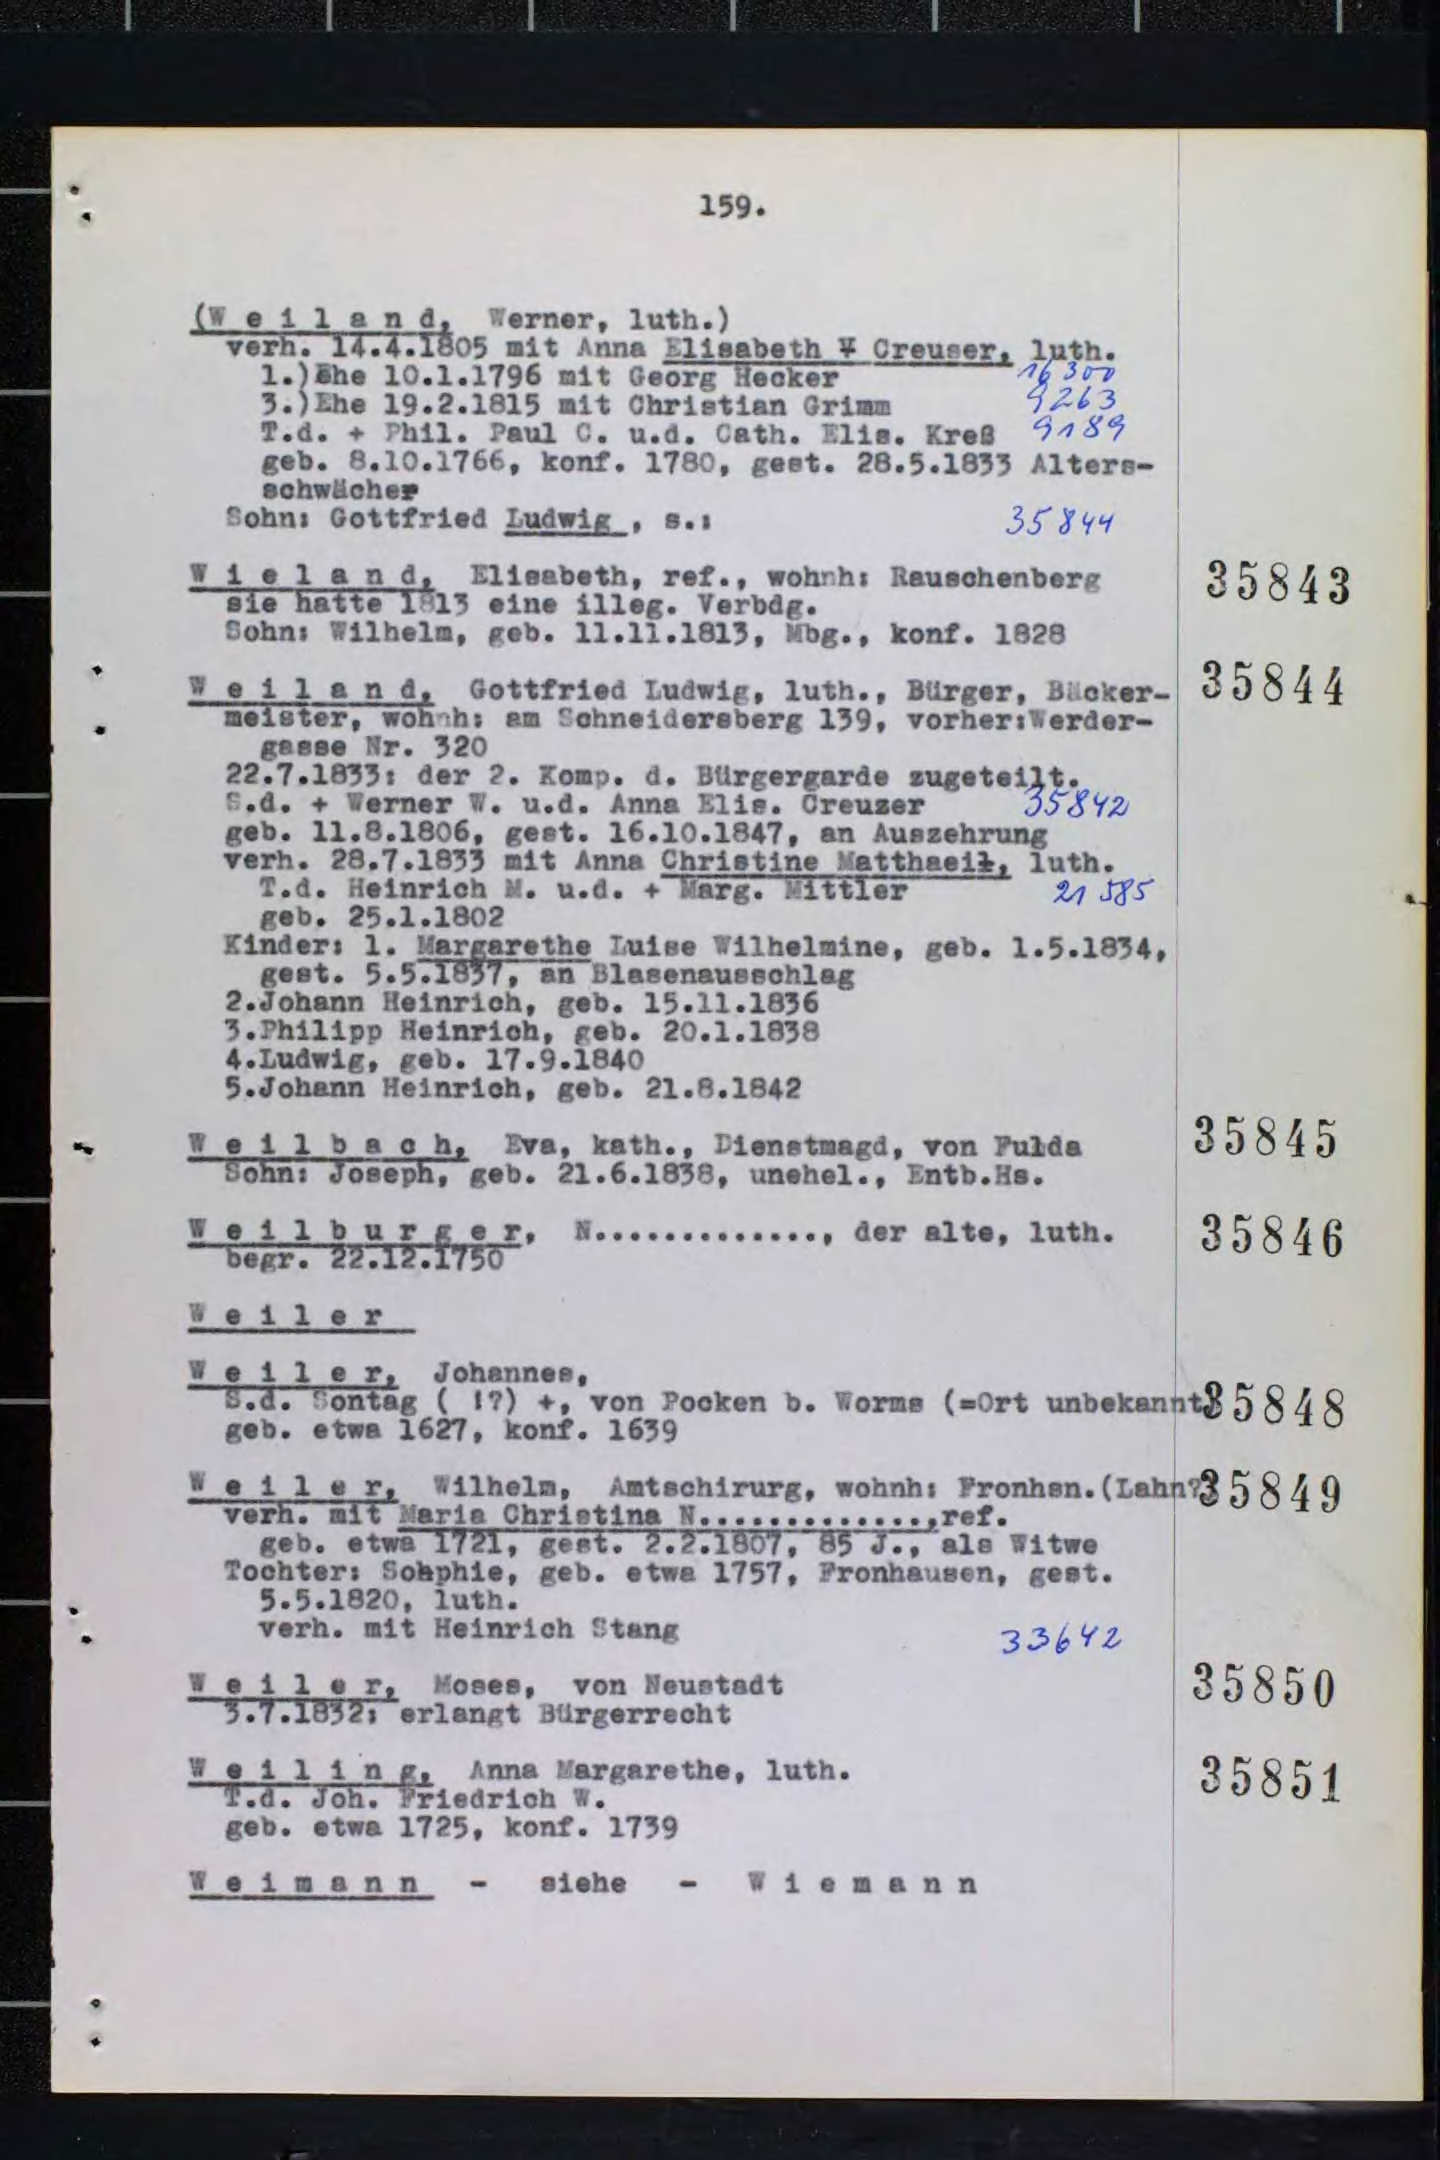 159.
(W e i l a n d, Werner, luth.)
verh. 14.4.1805 mit Anna Elisabeth Creuser, luth.
1.)Ehe 10.1.1796 mit Georg Hecker 16 300
3.)Ehe 19.2.1815 mit Christian Grimm 9263
T.d. + Phil. Paul C. u.d. Cath. Elis. Kreß 9189
geb. 8.10.1766, konf. 1780, gest. 28.5.1833 Alters-
schwächer
Sohn: Gottfried Ludwig , s.: 35844
W i e l a n d, Elisabeth, ref., wohnh: Rauschenberg 35843
sie hatte 1813 eine illeg. Verbdg.
Sohn: Wilhelm, geb. 11.11.1813, Mbg., konf. 1828
W e i l a n d, Gottfried Ludwig, luth., Bürger, Bäcker- 35844
meister, wohnh: am Schneidersberg 139, vorher:Werder-
gasse Nr. 320
22.7.1833: der 2. Komp. d. Bürgergarde zugeteilt.
S.d. + Werner W. u.d. Anna Elis. Creuzer 35842
geb. 11.8.1806, gest. 16.10.1847, an Auszehrung
verh. 28.7.1833 mit Anna Christine Matthaei, luth.
T.d. Heinrich M. u.d. + Marg. Mittler 21 585
geb. 25.1.1802
Kinder: 1. Margarethe Luise Wilhelmine, geb. 1.5.1834,
gest. 5.5.1837, an Blasenausschlag
2.Johann Heinrich, geb. 15.11.1836
3.Philipp Heinrich, geb. 20.1.1838
4.Ludwig, geb. 17.9.1840
5.Johann Heinrich, geb. 21.8.1842
W e i l b a c h, Eva, kath., Dienstmagd, von Fulda 35845
Sohn: Joseph, geb. 21.6.1838, unehel., Entb.Hs.
W e i l b u r g e r, N.............., der alte, luth. 35846
begr. 22.12.1750
W e i l e r
W e i l e r, Johannes,
S.d. Sontag ( !?) +, von Pocken b. Worms (=Ort unbekannt) 35848
geb. etwa 1627, konf. 1639
W e i l e r, Wilhelm, Amtschirurg, wohnh: Fronhsn.(Lahn?) 35849
verh. mit Maria Christina N..............,ref.
geb. etwa 1721, gest. 2.2.1807, 85 J., als Witwe
Tochter: Sohphie, geb. etwa 1757, Fronhausen, gest.
5.5.1820, luth.
verh. mit Heinrich Stang 33642
W e i l e r, Moses, von Neustadt 35850
3.7.1832: erlangt Bürgerrecht
W e i l i n g, Anna Margarethe, luth. 35851
T.d. Joh. Friedrich W.
geb. etwa 1725, konf. 1739
W e i m a n n - siehe - W i e m a n n